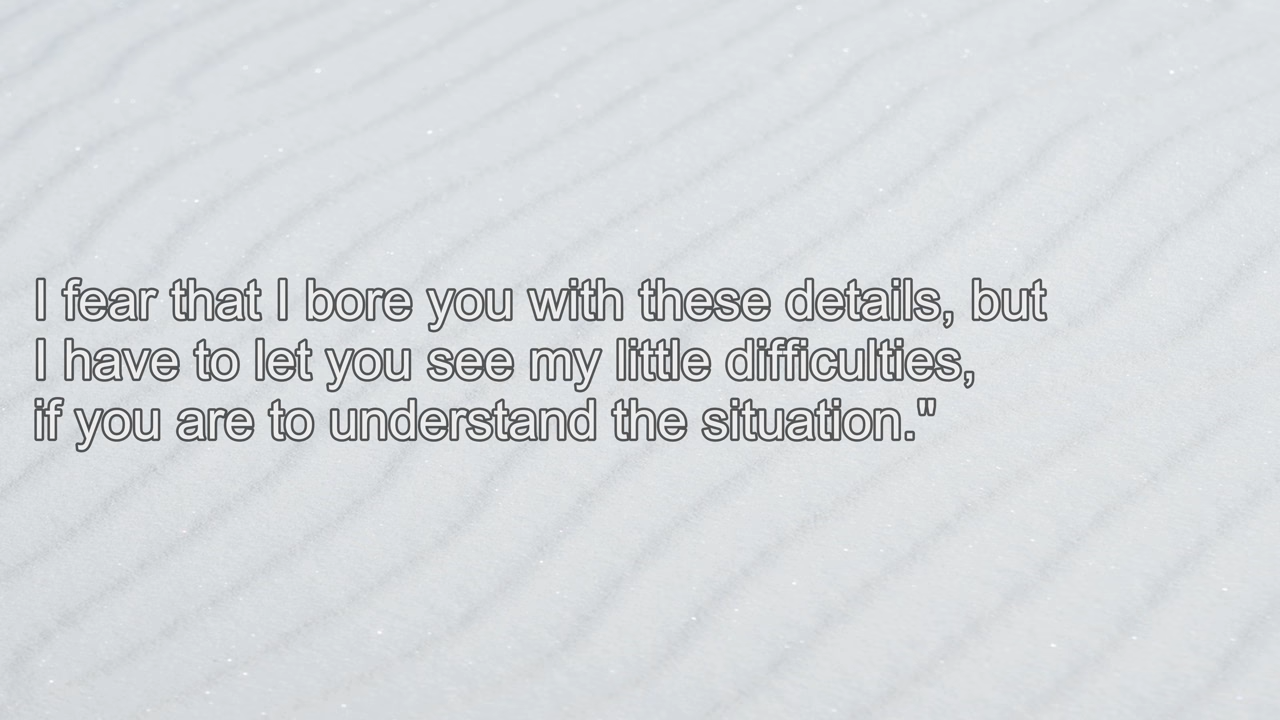 I fear that I bore you with these details, but
I have to let you see my little difficulties,
if you are to understand the situation."